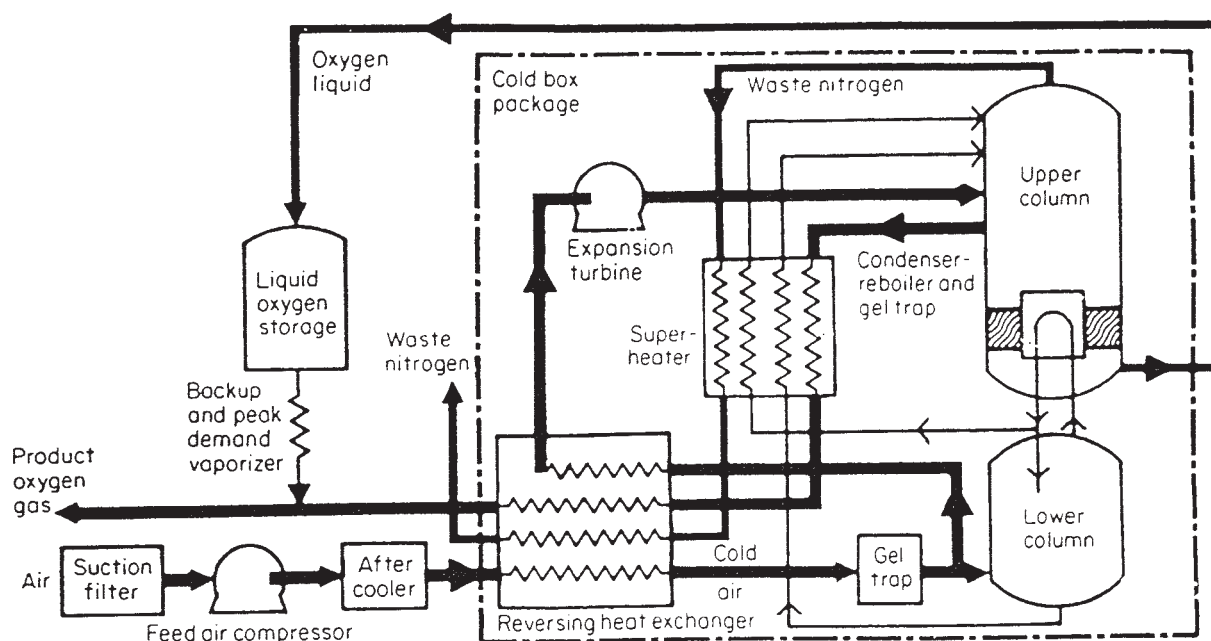 Oxygen
liquid
Cold box
package
Waste nitrogen
Upper
column
Expansion
turbine
Condenser-
reboiler and
gel trap
Liquid
oxygen
storage
Waste
nitrogen
Super-
heater
Backup
and peak
demand
vaporizer
Product
oxygen
gas
Lower
column
Air
Suction
filter
After
cooler
Cold
air
Gel
trap
Feed air compressor
Reversing heat exchanger